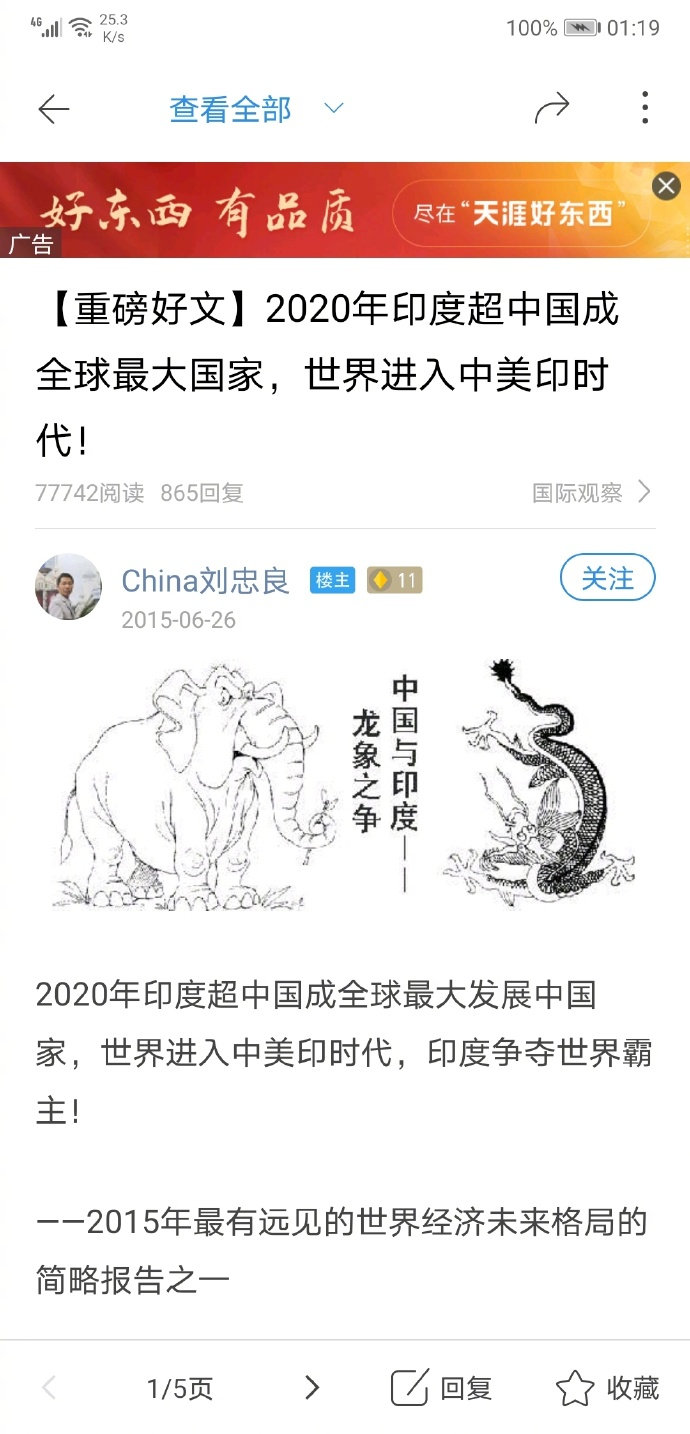 4G
25.3
K/s
100%
01:19
查看全部
好东西 有品质
尽在“天涯好东西”
广告
【重磅好文】2020年印度超中国成
全球最大国家，世界进入中美印时
代！
77742阅读 865回复
国际观察
China刘忠良 楼主 11
关注
2015-06-26
中国与印度——
龙象之争
2020年印度超中国成全球最大发展中国
家，世界进入中美印时代，印度争夺世界霸
主！
——2015年最有远见的世界经济未来格局的
简略报告之一
1/5页
回复
收藏